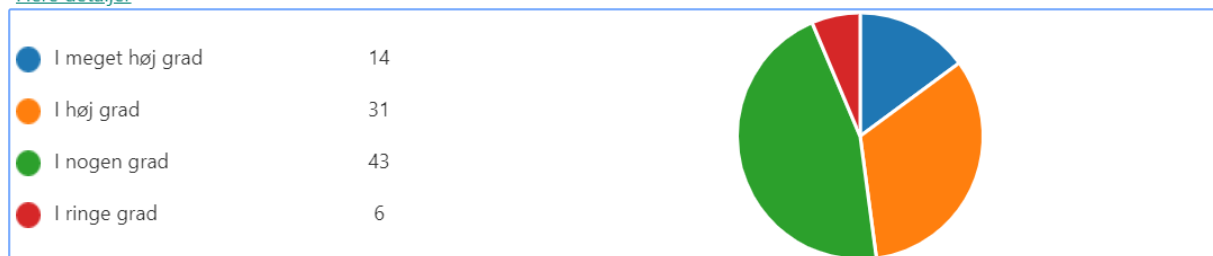 I meget høj grad 14
I høj grad 31
I nogen grad 43
I ringe grad 6